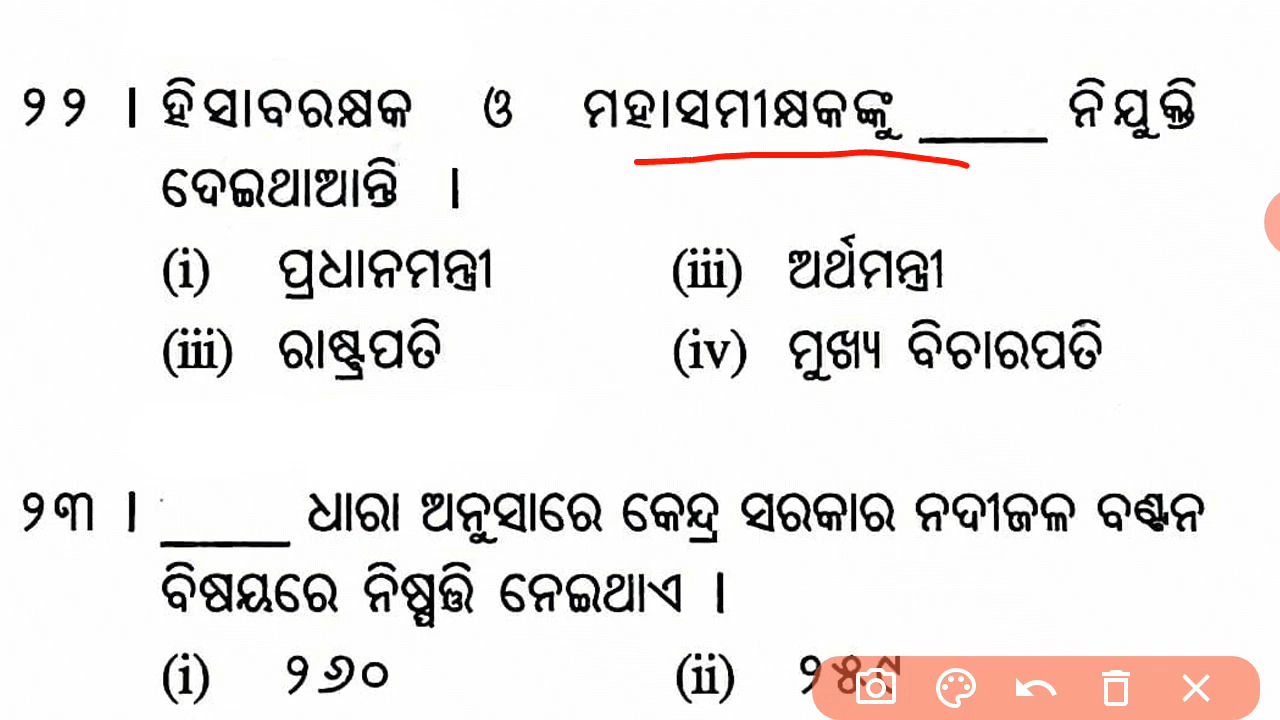 ୨୨ । ହିସାବରକ୍ଷକ ଓ ମହାସମୀକ୍ଷକଙ୍କୁ _____ ନିଯୁକ୍ତି
ଦେଇଥାଆନ୍ତି ।
(i) ପ୍ରଧାନମନ୍ତ୍ରୀ (iii) ଅର୍ଥମନ୍ତ୍ରୀ
(iii) ରାଷ୍ଟ୍ରପତି (iv) ମୁଖ୍ୟ ବିଚାରପତି
୨୩ । _____ ଧାରା ଅନୁସାରେ କେନ୍ଦ୍ର ସରକାର ନଦୀଜଳ ବଣ୍ଟନ
ବିଷୟରେ ନିଷ୍ପତ୍ତି ନେଇଥାଏ ।
(i) ୨୬୦ (ii)